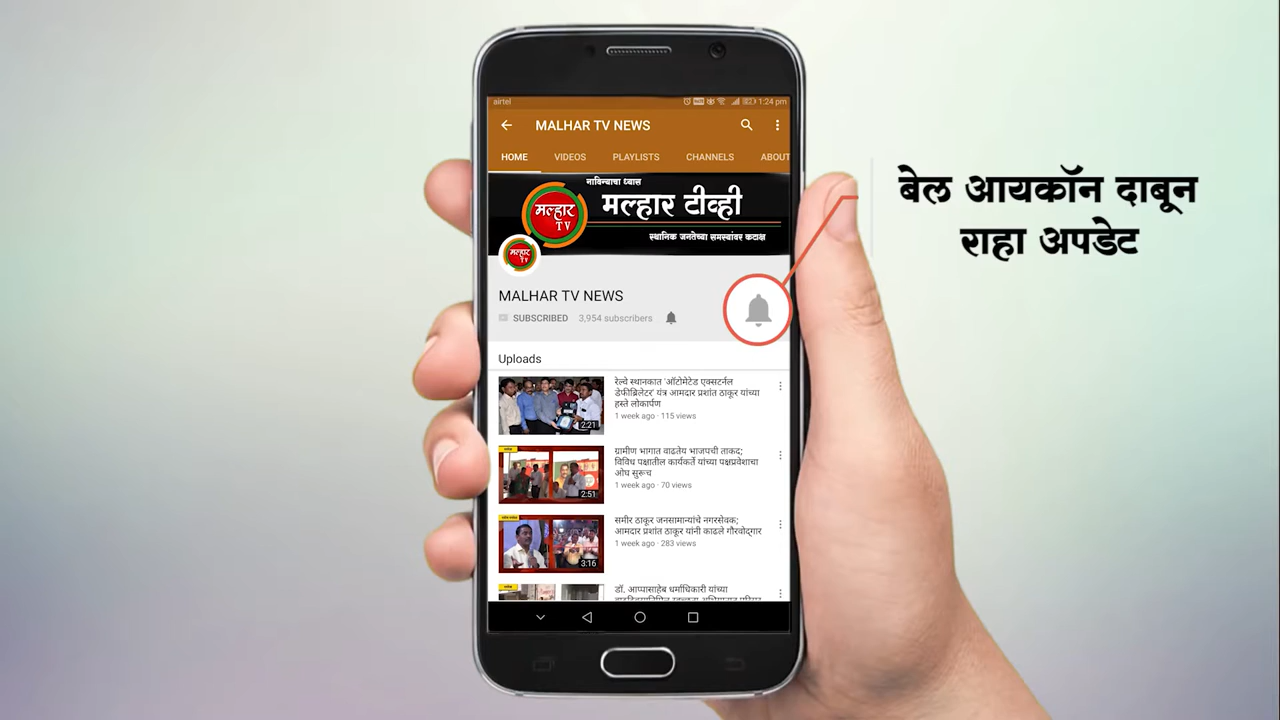 airtel
1:24 pm
MALHAR TV NEWS
HOME VIDEOS PLAYLISTS CHANNELS ABOUT
नाविन्याचा ध्यास
मल्हार टीव्ही
स्थानिक जनतेच्या समस्यांवर कटाक्ष
मल्हार
TV
मल्हार
TV
MALHAR TV NEWS
SUBSCRIBED 3,954 subscribers
Uploads
रेल्वे स्थानकात 'ऑटोमेटेड एक्सटर्नल
डेफीब्रिलेटर' यंत्र आमदार प्रशांत ठाकूर यांच्या
हस्ते लोकार्पण
1 week ago · 115 views
2:21
ग्रामीण भागात वाढतेय भाजपची ताकद;
विविध पक्षातील कार्यकर्ते यांच्या पक्षप्रवेशाचा
ओघ सुरूच
1 week ago · 70 views
2:51
समीर ठाकूर जनसामान्यांचे नगरसेवक;
आमदार प्रशांत ठाकूर यांनी काढले गौरवोद्गार
1 week ago · 283 views
3:16
डॉ. आप्पासाहेब धर्माधिकारी यांच्या
बेल आयकॉन दाबून
राहा अपडेट